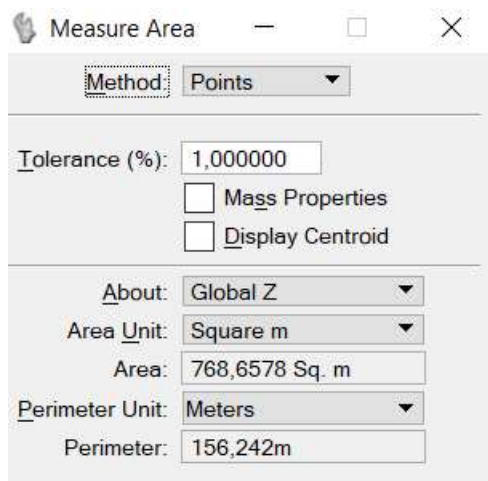 Measure Area
Method: Points
Tolerance (%): 1,000000
Mass Properties
Display Centroid
About: Global Z
Area Unit: Square m
Area: 768,6578 Sq. m
Perimeter Unit: Meters
Perimeter: 156,242m